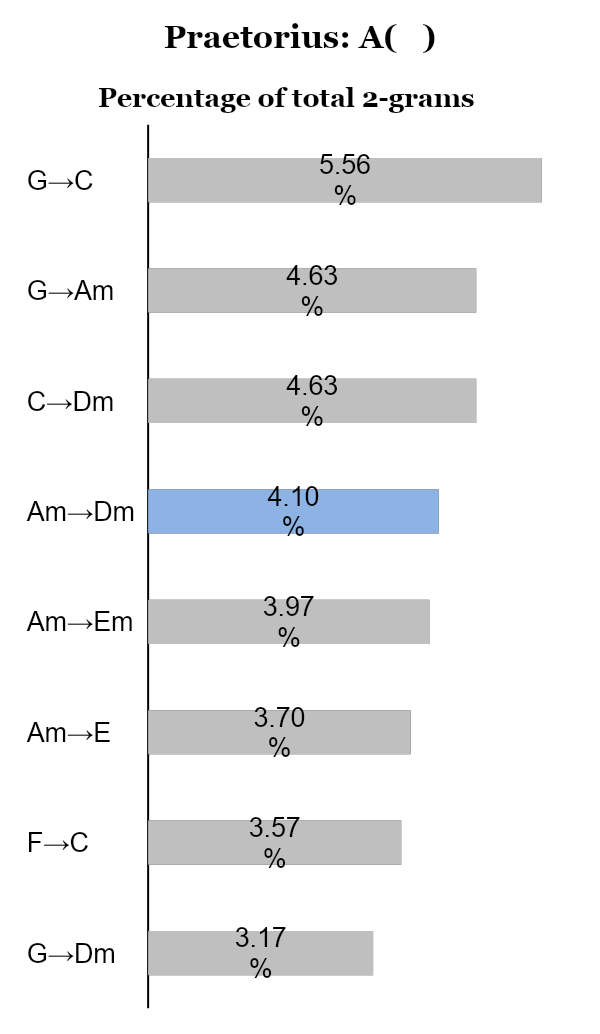 Praetorius: A(   )
Percentage of total 2-grams
G→C
5.56
%
G→Am
4.63
%
C→Dm
4.63
%
Am→Dm
4.10
%
Am→Em
3.97
%
Am→E
3.70
%
F→C
3.57
%
G→Dm
3.17
%